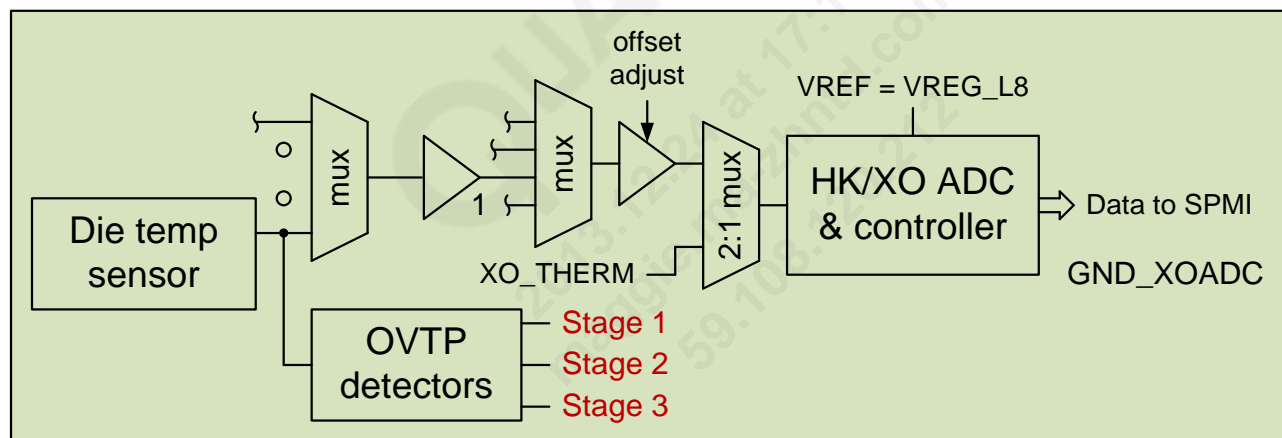 offset
adjust
VREF = VREG_L8
mux
1
mux
2:1 mux
HK/XO ADC
& controller
Data to SPMI
Die temp
sensor
XO_THERM
GND_XOADC
OVTP
detectors
Stage 1
Stage 2
Stage 3